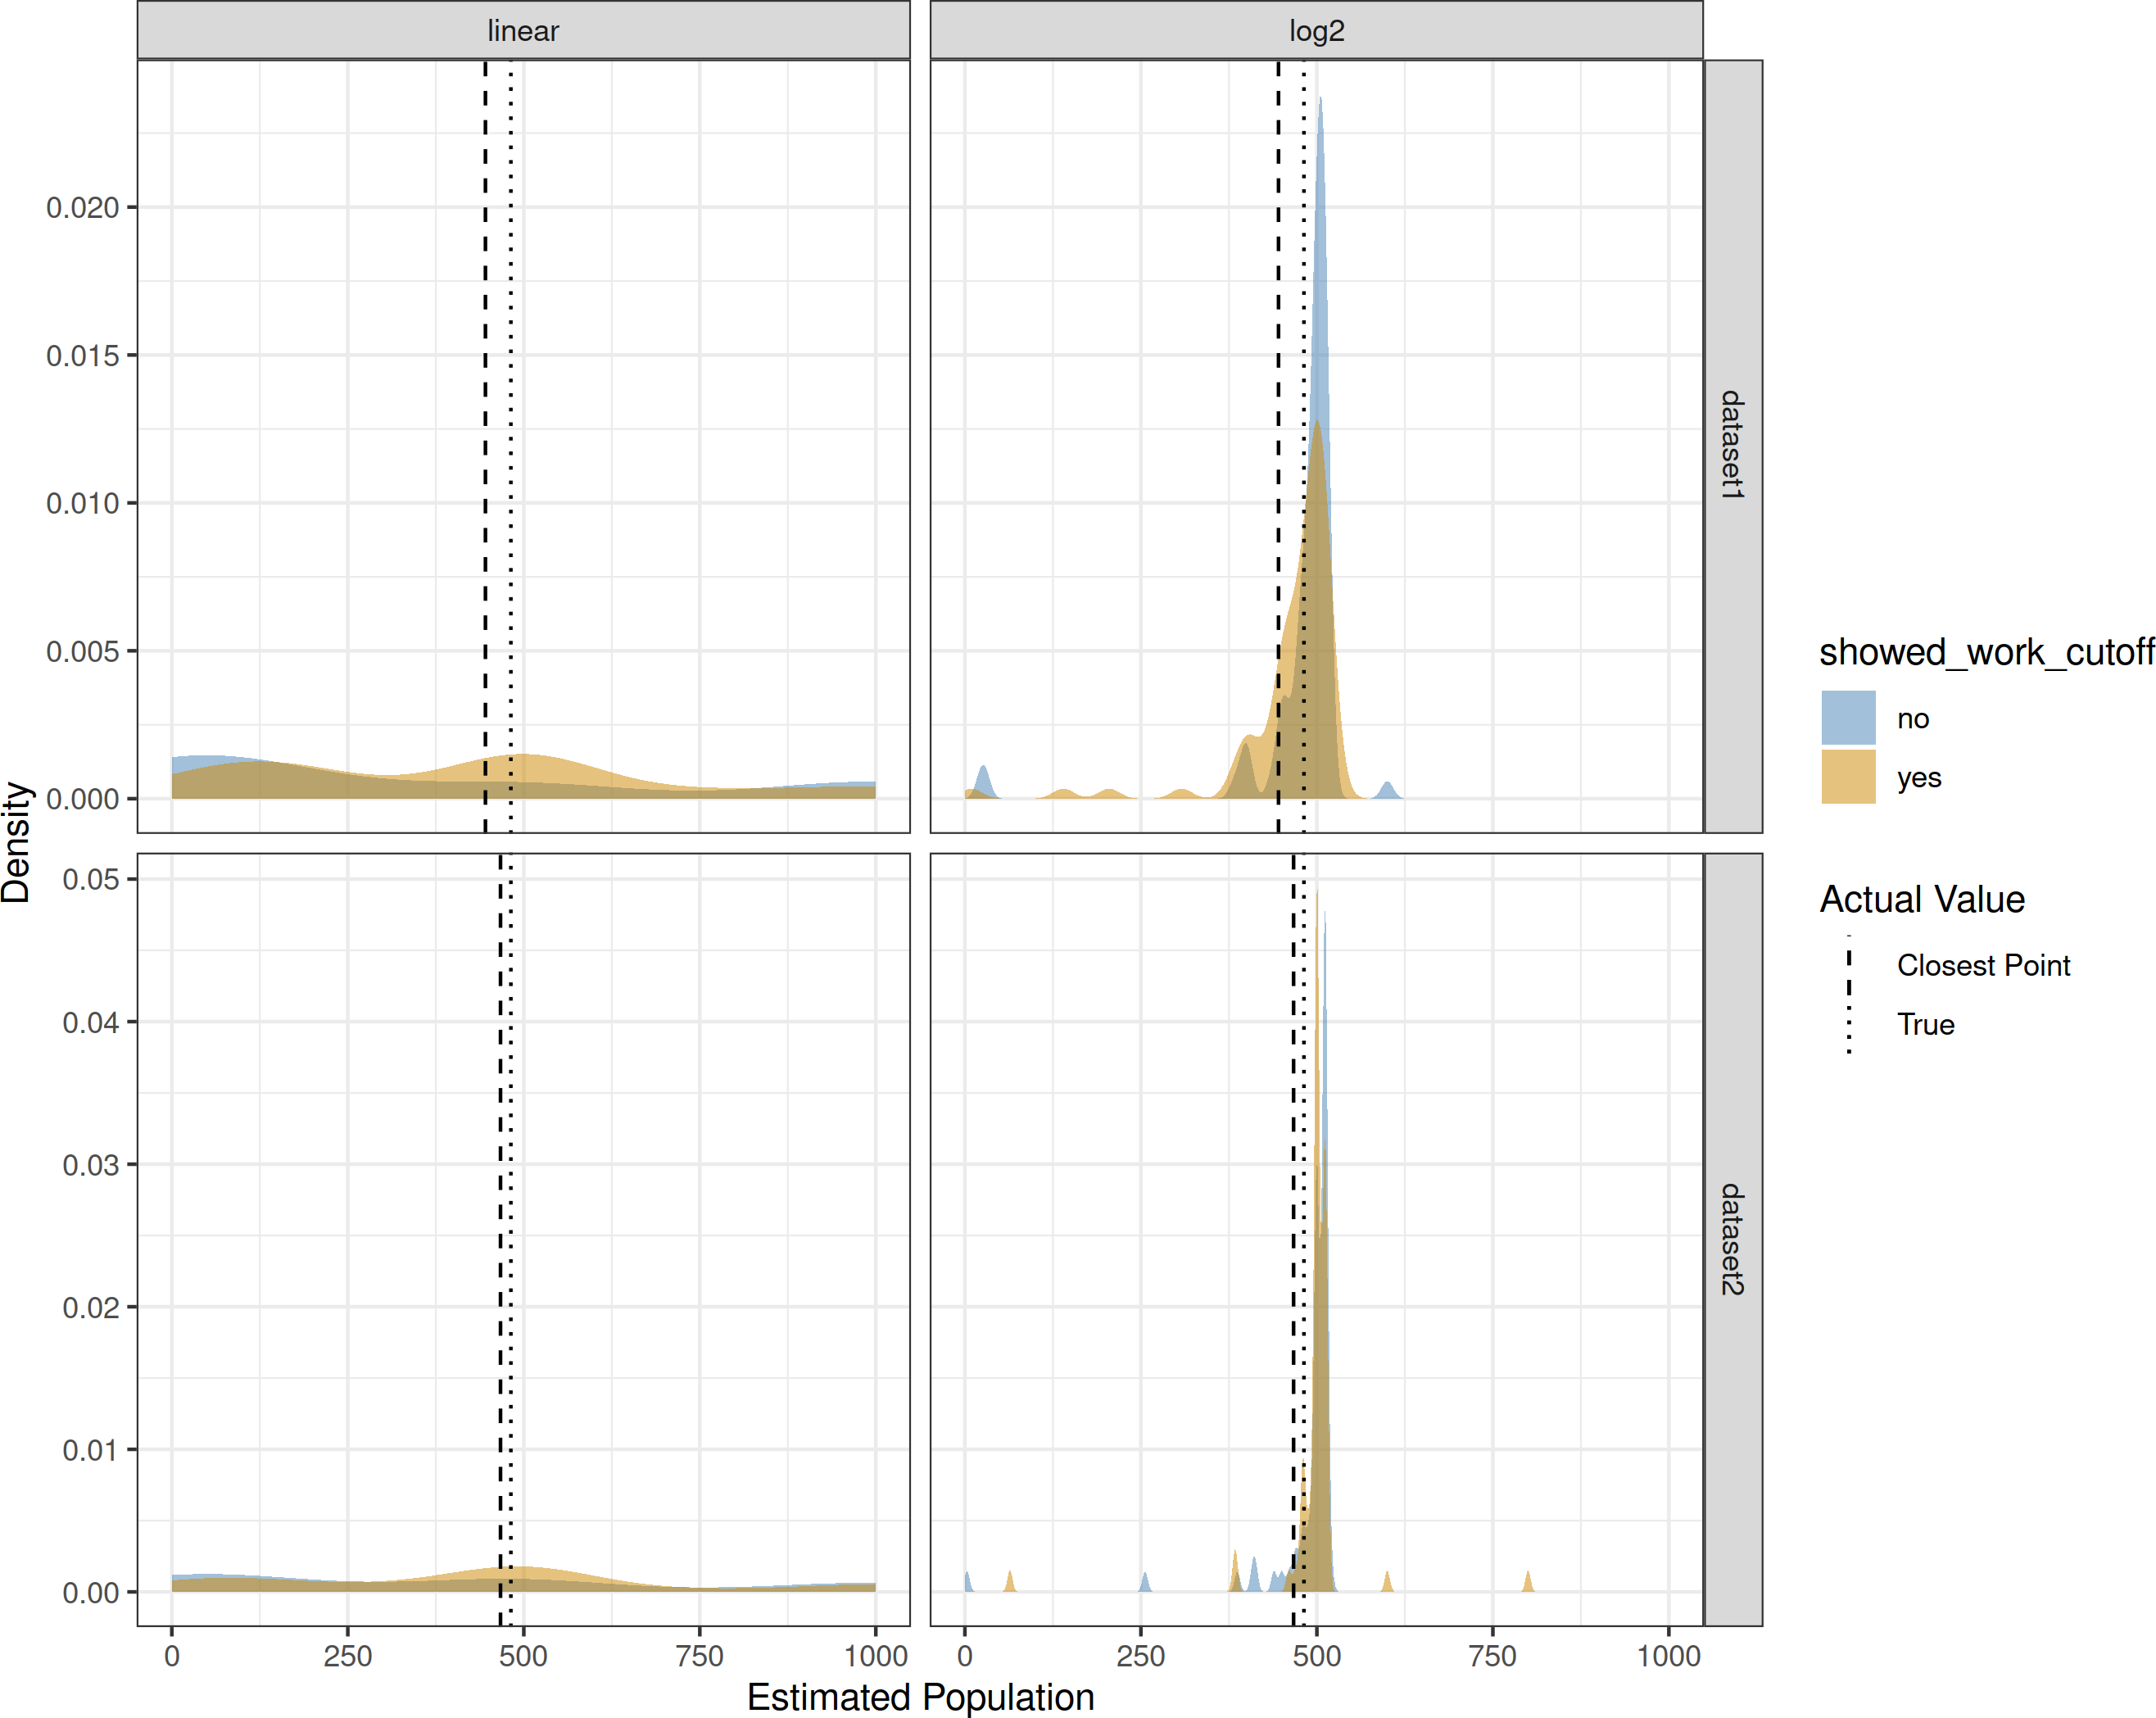 linear
log2
0.020
0.015
0.010
0.005
0.000
dataset1
0.05
0.04
0.03
0.02
0.01
0.00
dataset2
0 250 500 750 1000
0 250 500 750 1000
Estimated Population
Density
showed_work_cutoff
no
yes
Actual Value
Closest Point
True